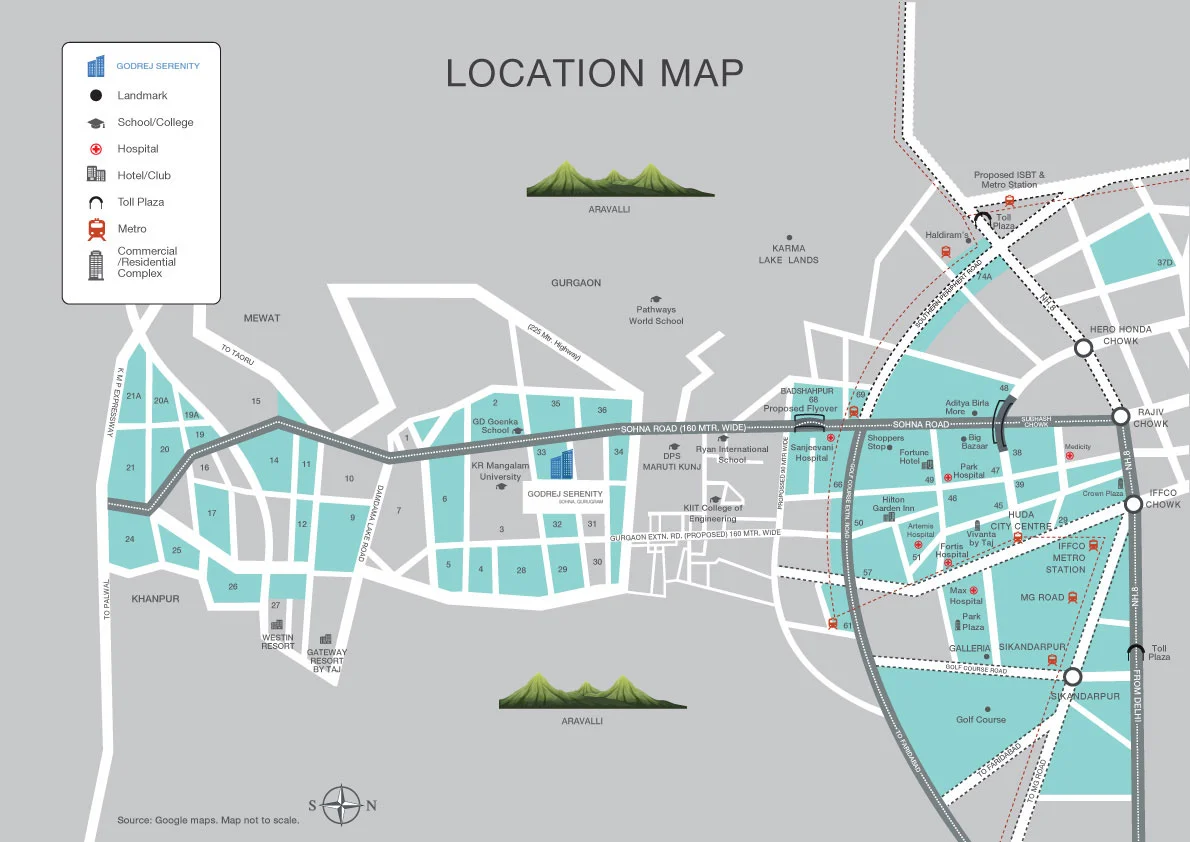 LOCATION MAP
GODREJ SERENITY
Landmark
School/College
Hospital
Hotel/Club
Toll Plaza
Metro
Commercial
/Residential
Complex
ARAVALLI
Proposed ISBT &
Metro Station
Toll
Plaza
Haldiram's
KARMA
LAKE LANDS
37D
74A
SOUTHERN PERIPHERY ROAD
NH 8
GURGAON
Pathways
World School
MEWAT
TO TAORU
(225 Mtr. Highway)
HERO HONDA
CHOWK
K M P EXPRESSWAY
21A
20A
19A
15
19
20
21
16
14
11
10
1
2
35
36
GD Goenka
School
SOHNA ROAD (160 MTR. WIDE)
BADSHAPUR
68
Proposed Flyover
69
Aditya Birla
More
48
SOHNA ROAD
SUBHASH
CHOWK
RAJIV
CHOWK
33
34
KR Mangalam
University
GODREJ SERENITY
SOHNA, GURUGRAM
DPS
MARUTI KUNJ
Ryan International
School
Sanjeevani
Hospital
Shoppers
Stop
Big
Bazaar
Fortune
Hotel
38
Medicity
NH 8
Park
Hospital
47
49
39
Crown Plaza
IFFCO
CHOWK
66
PROPOSSED 90 MTR WIDE
GOLF COURSE EXTN. ROAD
17
12
9
7
6
3
32
31
30
DAMDAMA LAKE ROAD
KIIT College of
Engineering
GURGAON EXTN. RD. (PROPOSED) 160 MTR. WIDE
Hilton
Garden Inn
50
46
45
HUDA
CITY CENTRE
29
Artemis
Hospital
Vivanta
by Taj
Fortis
Hospital
51
IFFCO
METRO
STATION
24
25
26
27
5
4
28
29
57
TO PALWAL
KHANPUR
WESTIN
RESORT
GATEWAY
RESORT
BY TAJ
Max
Hospital
MG ROAD
NH 8
61
Park
Plaza
GALLERIA
SIKANDARPUR
Toll
Plaza
GOLF COURSE ROAD
SIKANDARPUR
FROM DELHI
ARAVALLI
Golf Course
TO FARIDABAD
TO FARIDABAD
TO MG ROAD
S N
Source: Google maps. Map not to scale.